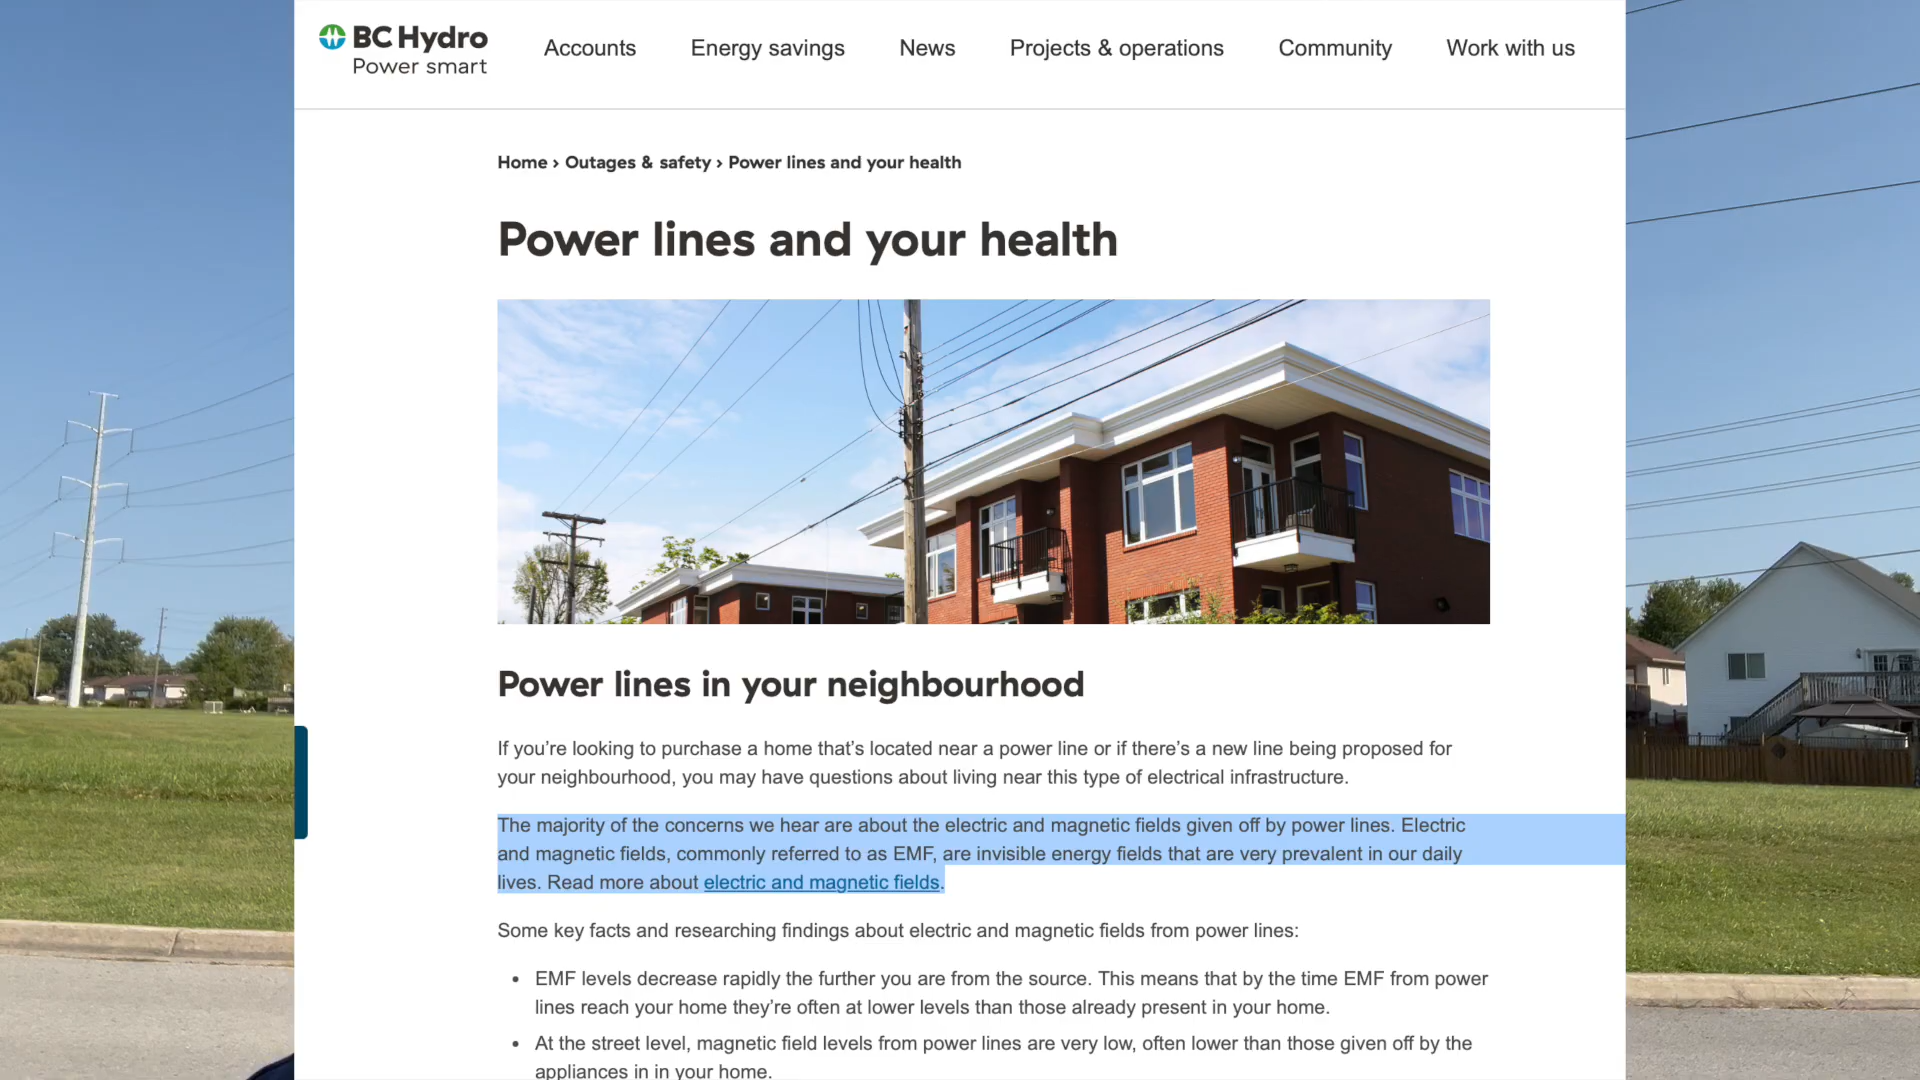 BC Hydro
Power smart
Accounts
Energy savings
News
Projects & operations
Community
Work with us
Home › Outages & safety › Power lines and your health
Power lines and your health
Power lines in your neighbourhood
If you’re looking to purchase a home that’s located near a power line or if there’s a new line being proposed for
your neighbourhood, you may have questions about living near this type of electrical infrastructure.
The majority of the concerns we hear are about the electric and magnetic fields given off by power lines. Electric
and magnetic fields, commonly referred to as EMF, are invisible energy fields that are very prevalent in our daily
lives. Read more about electric and magnetic fields.
Some key facts and researching findings about electric and magnetic fields from power lines:
• EMF levels decrease rapidly the further you are from the source. This means that by the time EMF from power
lines reach your home they’re often at lower levels than those already present in your home.
• At the street level, magnetic field levels from power lines are very low, often lower than those given off by the
appliances in in your home.